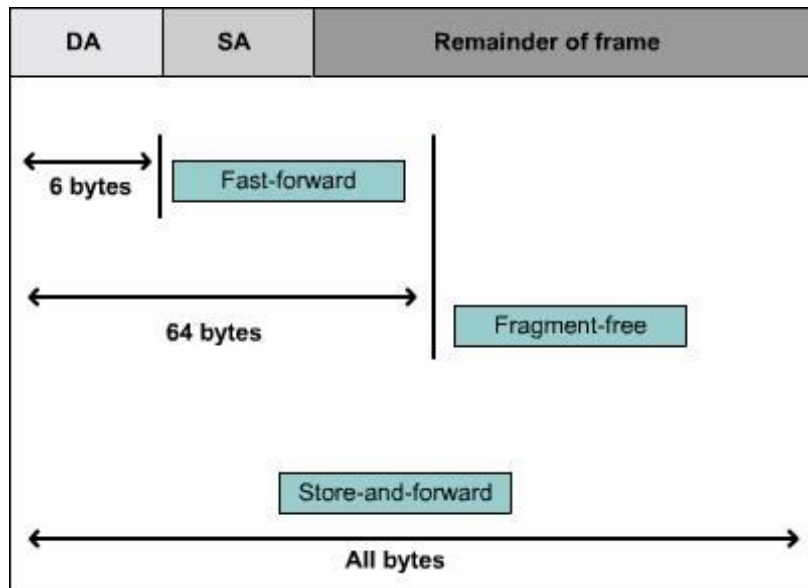 DA SA Remainder of frame
6 bytes
Fast-forward
64 bytes
Fragment-free
Store-and-forward
All bytes